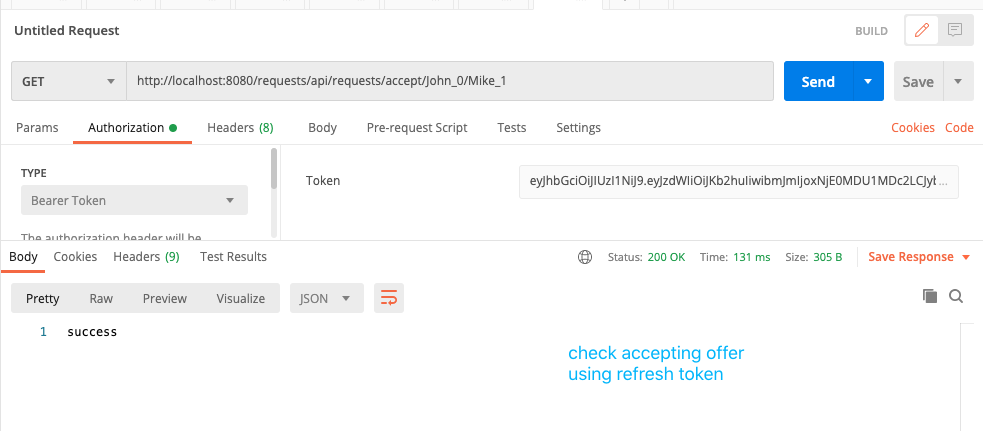 Untitled Request
BUILD
GET
http://localhost:8080/requests/api/requests/accept/John_0/Mike_1
Send
Save
Params
Authorization
Headers (8)
Body
Pre-request Script
Tests
Settings
Cookies
Code
TYPE
Bearer Token
The authorization header will be
Token
Body
Cookies
Headers (9)
Test Results
Status: 200 OK
Time: 131 ms
Size: 305 B
Save Response
Pretty
Raw
Preview
Visualize
JSON
1 success
check accepting offer
using refresh token